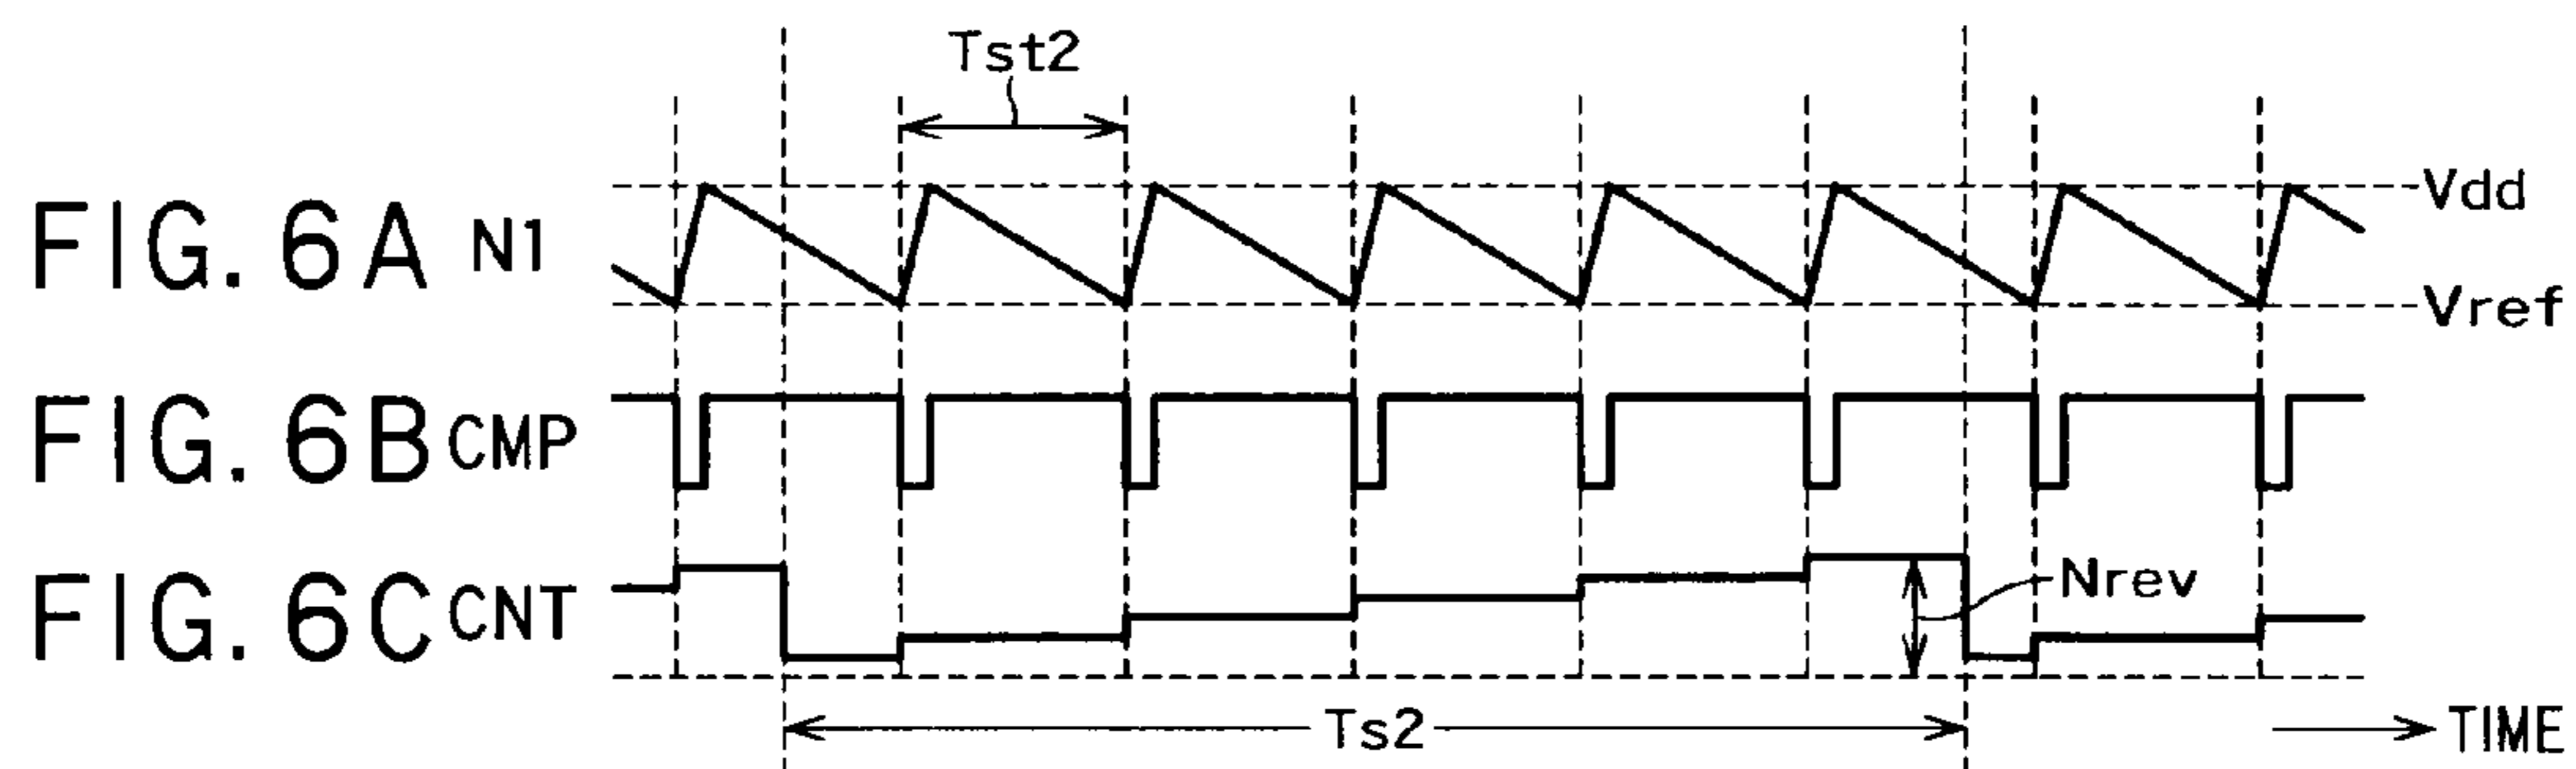 Tst2
FIG. 6A N1
Vdd
Vref
FIG. 6B CMP
FIG. 6C CNT
Nrev
Ts2
TIME